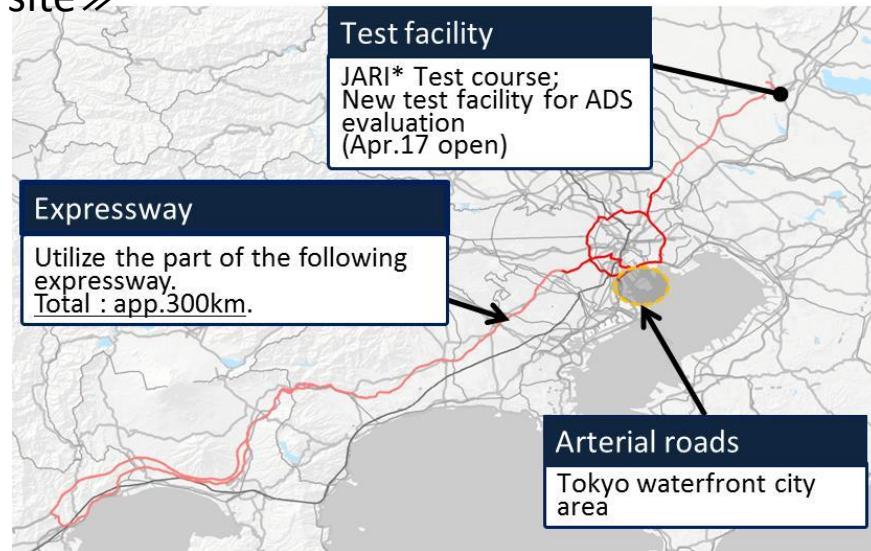 site≫
Test facility
JARI* Test course;
New test facility for ADS
evaluation
(Apr.17 open)
Expressway
Utilize the part of the following
expressway.
Total : app.300km.
Arterial roads
Tokyo waterfront city
area